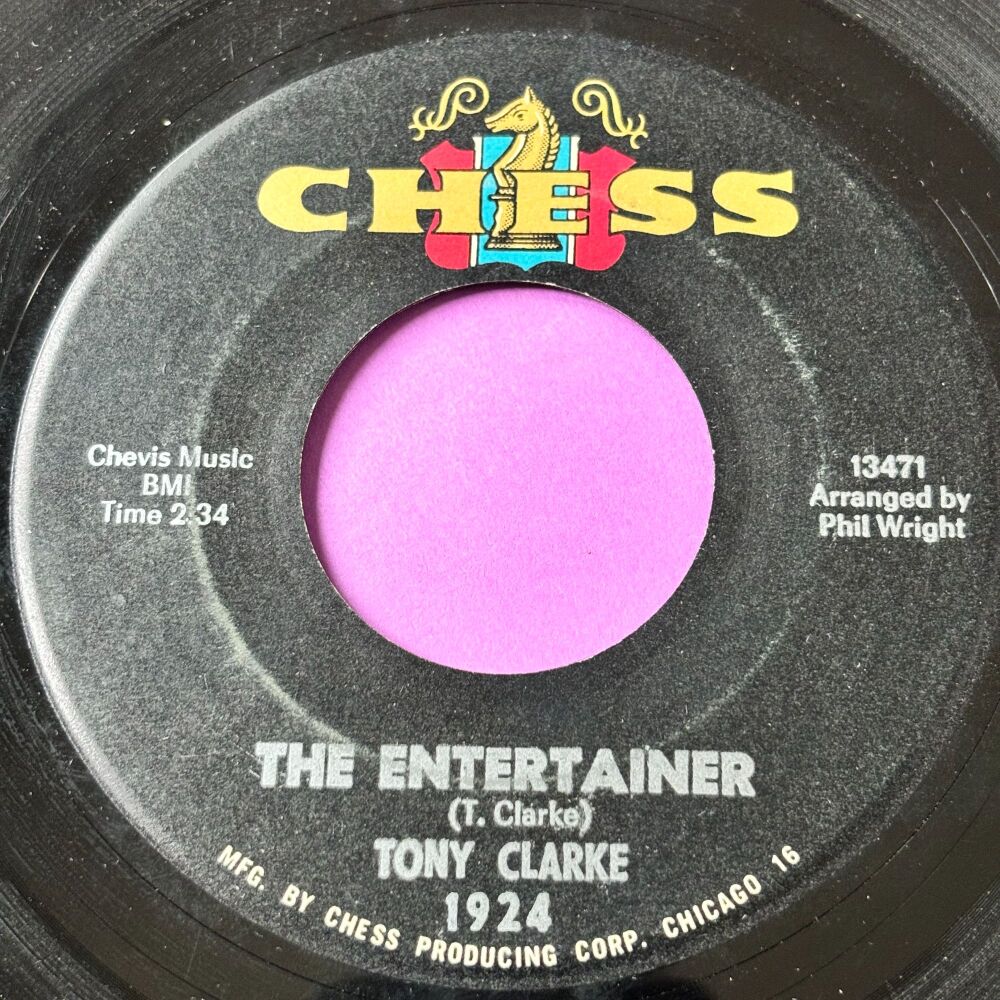 CHESS
Chevis Music
BMI
Time 2:34
13471
Arranged by
Phil Wright
THE ENTERTAINER
(T. Clarke)
TONY CLARKE
1924
MFG. BY CHESS PRODUCING CORP. CHICAGO 16